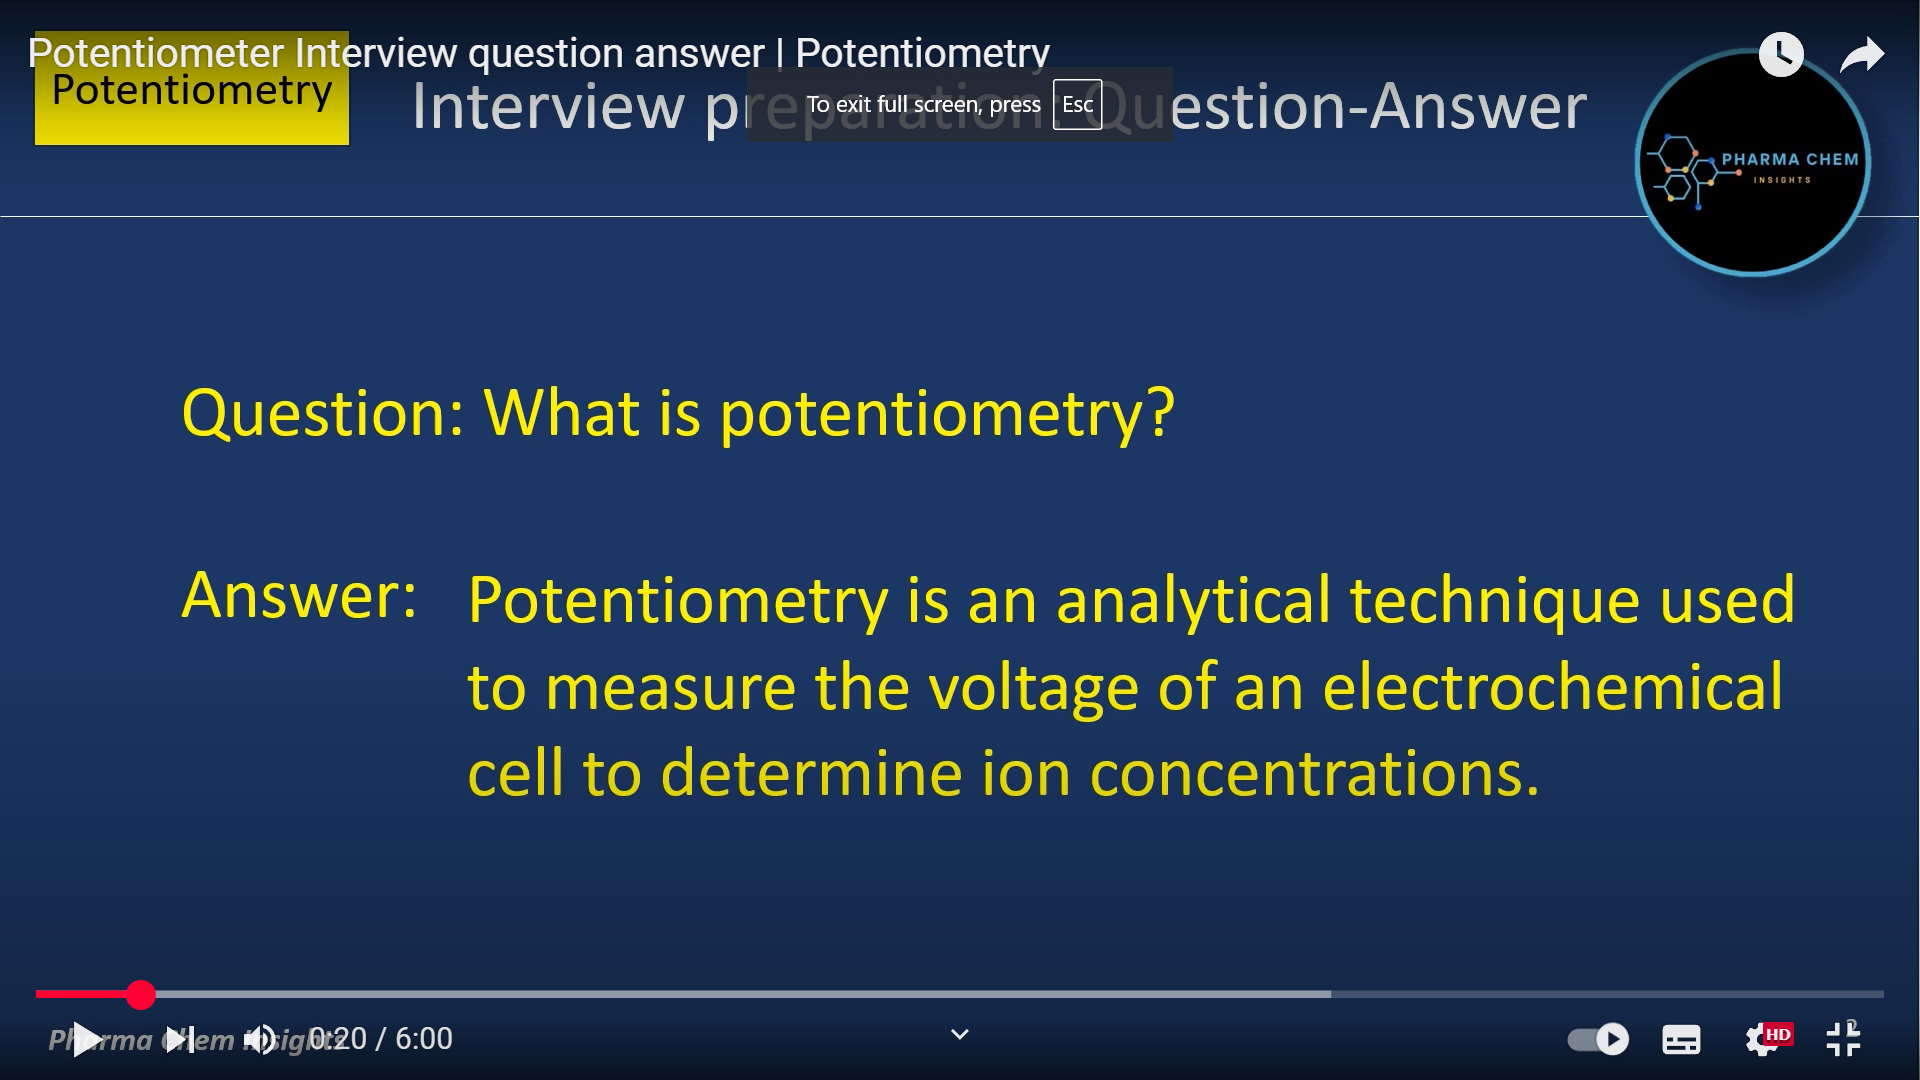 Potentiometer Interview question answer | Potentiometry
Potentiometry
Interview preparation: Question-Answer
To exit full screen, press Esc
PHARMA CHEM
INSIGHTS
Question: What is potentiometry?
Answer: Potentiometry is an analytical technique used
to measure the voltage of an electrochemical
cell to determine ion concentrations.
Pharma Chem Insights
0:20 / 6:00
HD
2